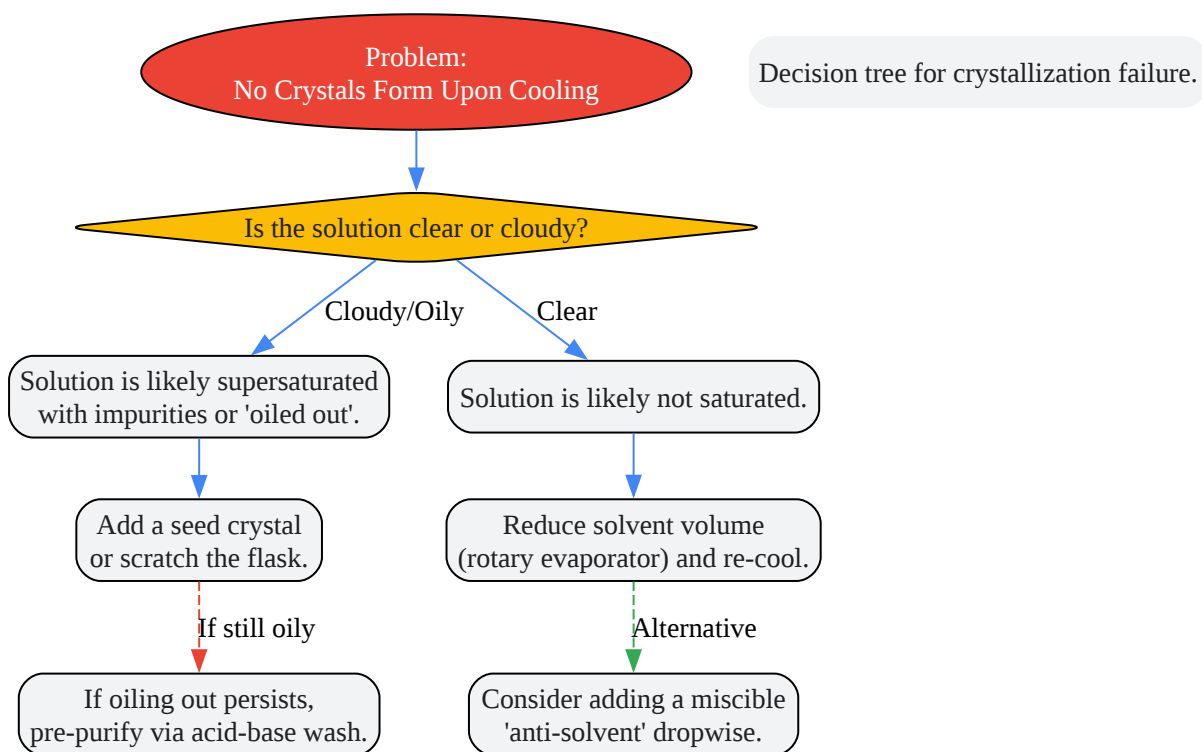 Problem:
No Crystals Form Upon Cooling
Decision tree for crystallization failure.
Is the solution clear or cloudy?
Cloudy/Oily
Clear
Solution is likely supersaturated
with impurities or 'oiled out'.
Solution is likely not saturated.
Add a seed crystal
or scratch the flask.
Reduce solvent volume
(rotary evaporator) and re-cool.
If still oily
Alternative
If oiling out persists,
pre-purify via acid-base wash.
Consider adding a miscible
'anti-solvent' dropwise.